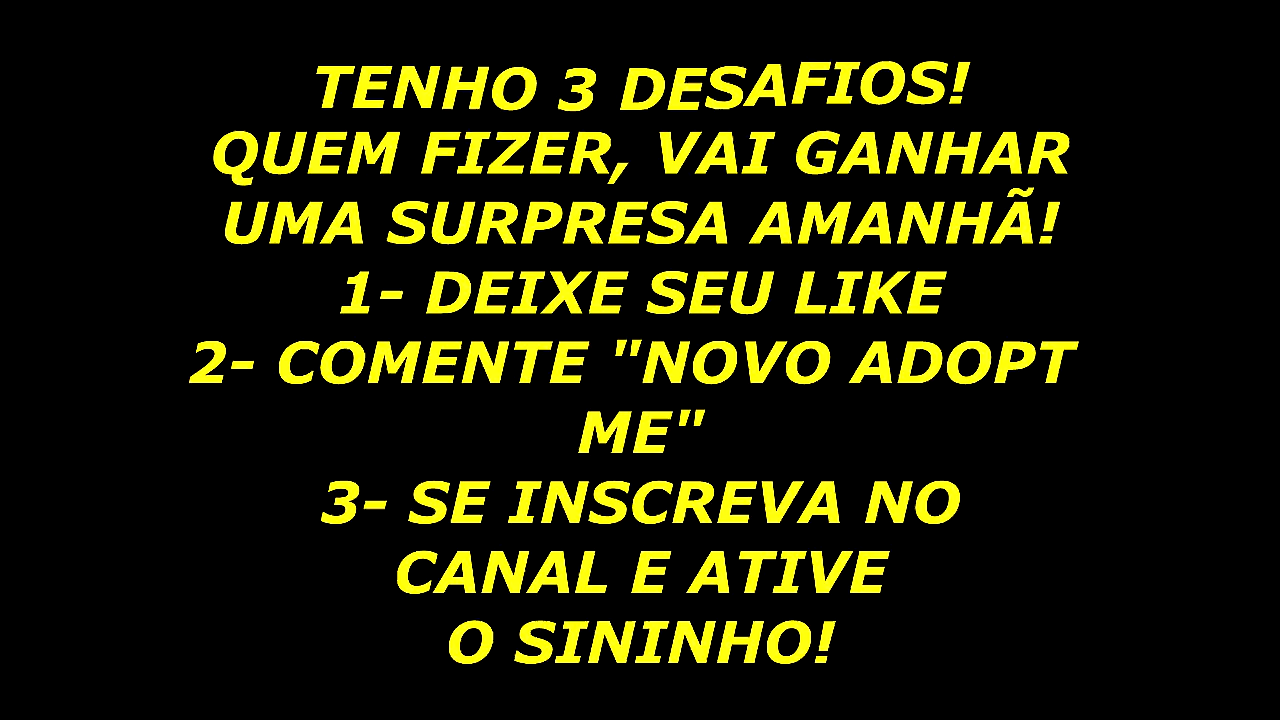 TENHO 3 DESAFIOS!
QUEM FIZER, VAI GANHAR
UMA SURPRESA AMANHÃ!
1- DEIXE SEU LIKE
2- COMENTE "NOVO ADOPT
ME"
3- SE INSCREVA NO
CANAL E ATIVE
O SININHO!